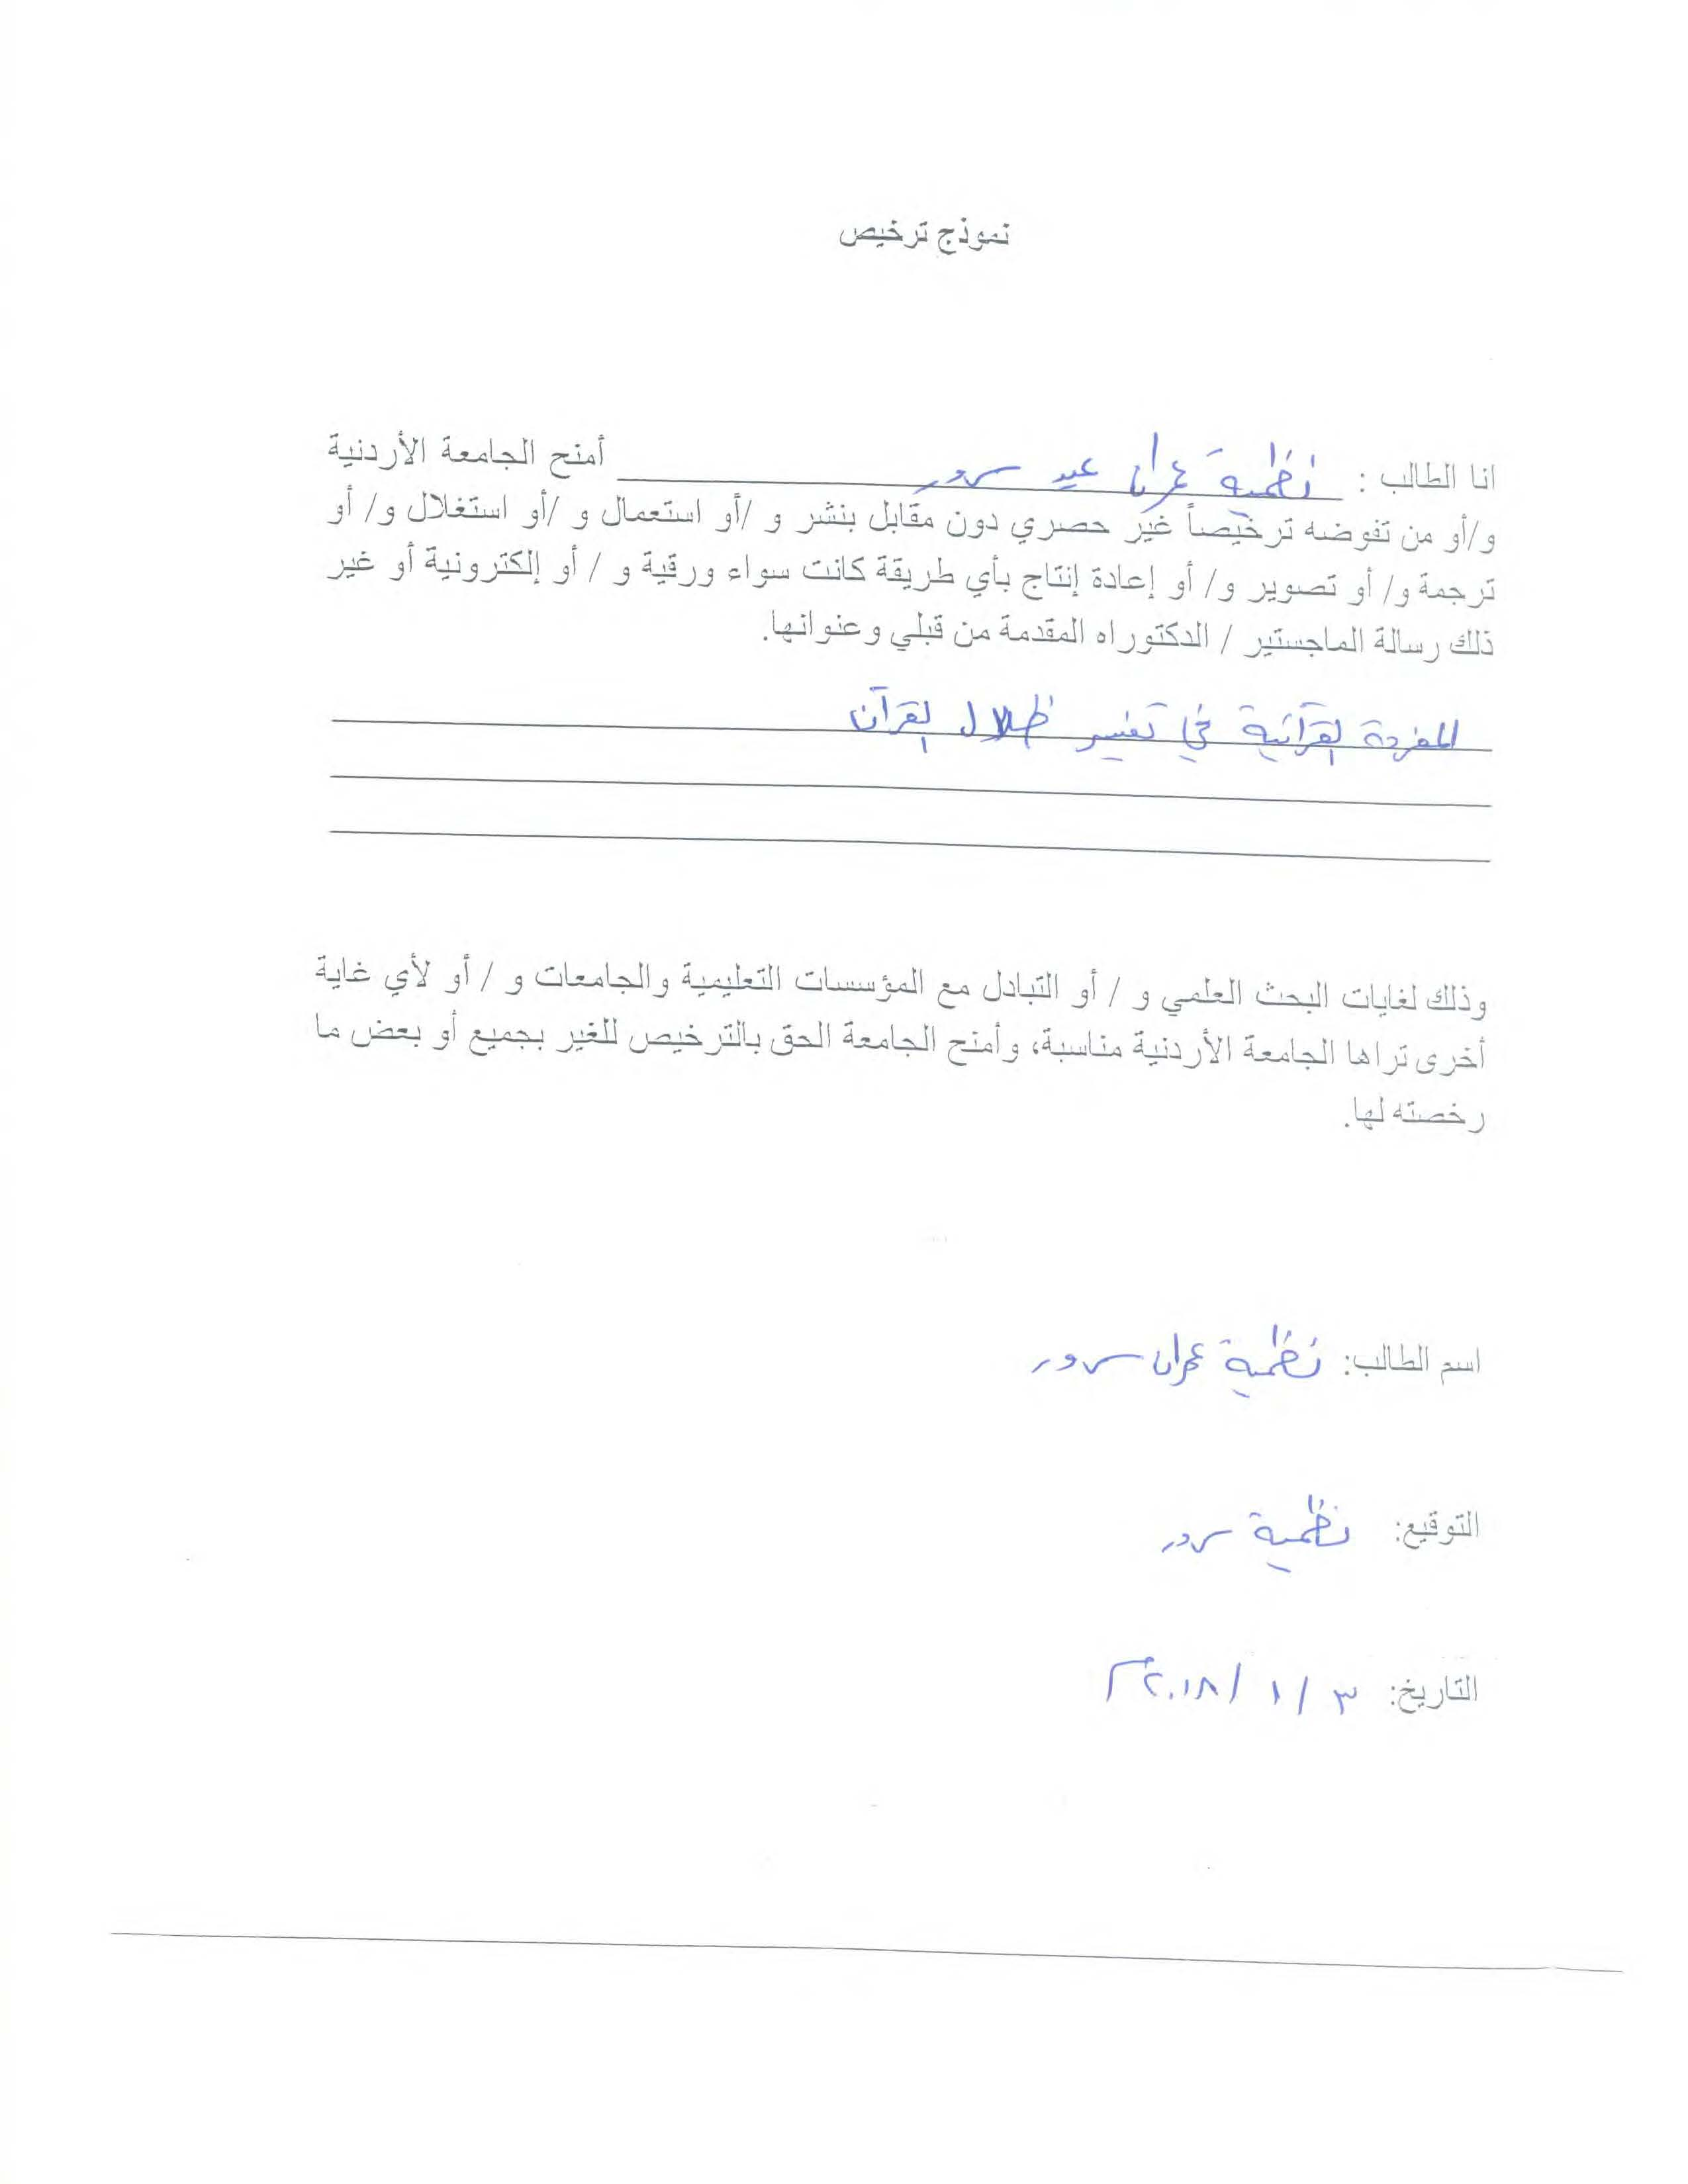 نموذج ترخيص
انا الطالب : نظمية عمران عيد سرور أمنح الجامعة الأردنية
و/أو من تفوضه ترخيصاً غير حصري دون مقابل بنشر و /أو استعمال و /أو استغلال و/ أو
ترجمة و/ أو تصوير و/ أو إعادة إنتاج بأي طريقة كانت سواء ورقية و / أو إلكترونية أو غير
ذلك رسالة الماجستير / الدكتوراه المقدمة من قبلي وعنوانها.
المفردة القرآنية في تفسير ظلال القرآن
وذلك لغايات البحث العلمي و / أو التبادل مع المؤسسات التعليمية والجامعات و / أو لأي غاية
أخرى تراها الجامعة الأردنية مناسبة، وأمنح الجامعة الحق بالترخيص للغير بجميع أو بعض ما
رخصته لها.
اسم الطالب: نظمية عمران سرور
التوقيع: نظمية سرور
التاريخ: ٣ / ١ / ٢٠١٨م